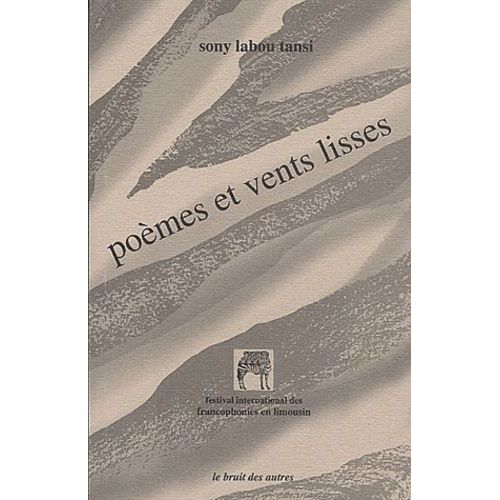 sony labou tansi
poèmes et vents lisses
festival international des
francophonies en limousin
le bruit des autres